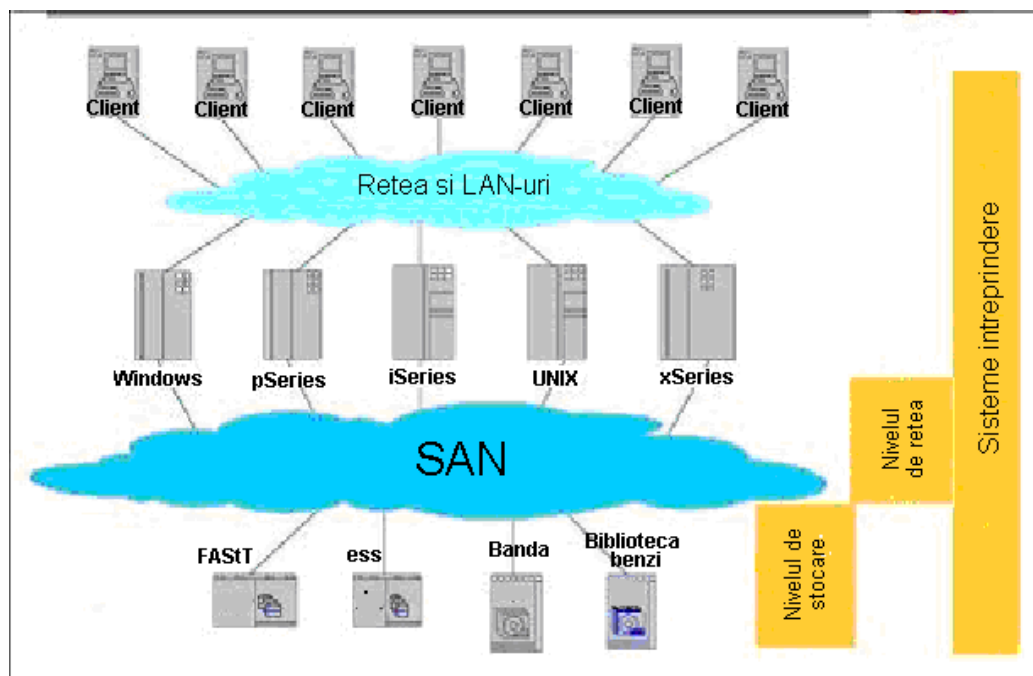 Client Client Client Client Client Client Client
Retea si LAN-uri
Windows pSeries iSeries UNIX xSeries
SAN
FAStT ess Banda Biblioteca
benzi
Nivelul de
stocare
Nivelul
de retea
Sisteme intreprindere